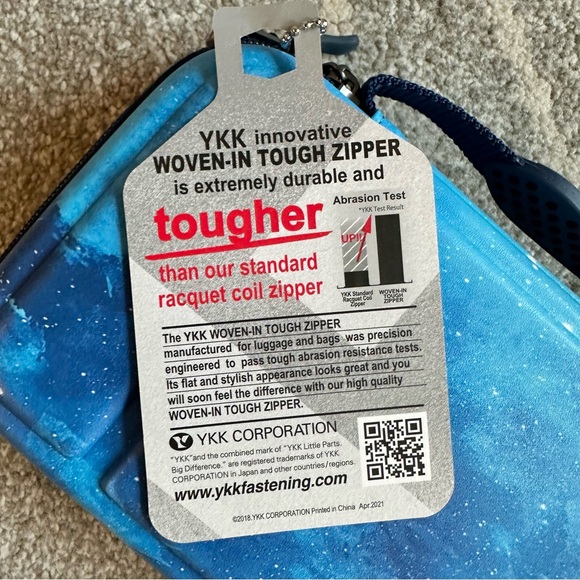 YKK innovative
WOVEN-IN TOUGH ZIPPER
is extremely durable and
tougher
than our standard
racquet coil zipper
Abrasion Test
*YKK Test Result
UP!!
YKK Standard
Racquet Coil
Zipper
WOVEN-IN
TOUGH
ZIPPER
The YKK WOVEN-IN TOUGH ZIPPER
manufactured for luggage and bags was precision
engineered to pass tough abrasion resistance tests.
Its flat and stylish appearance looks great and you
will soon feel the difference with our high quality
WOVEN-IN TOUGH ZIPPER.
YKK CORPORATION
"YKK"and the combined mark of "YKK Little Parts.
Big Difference." are registered trademarks of YKK
CORPORATION in Japan and other countries/regions.
www.ykkfastening.com
©2018.YKK CORPORATION Printed in China Apr.2021